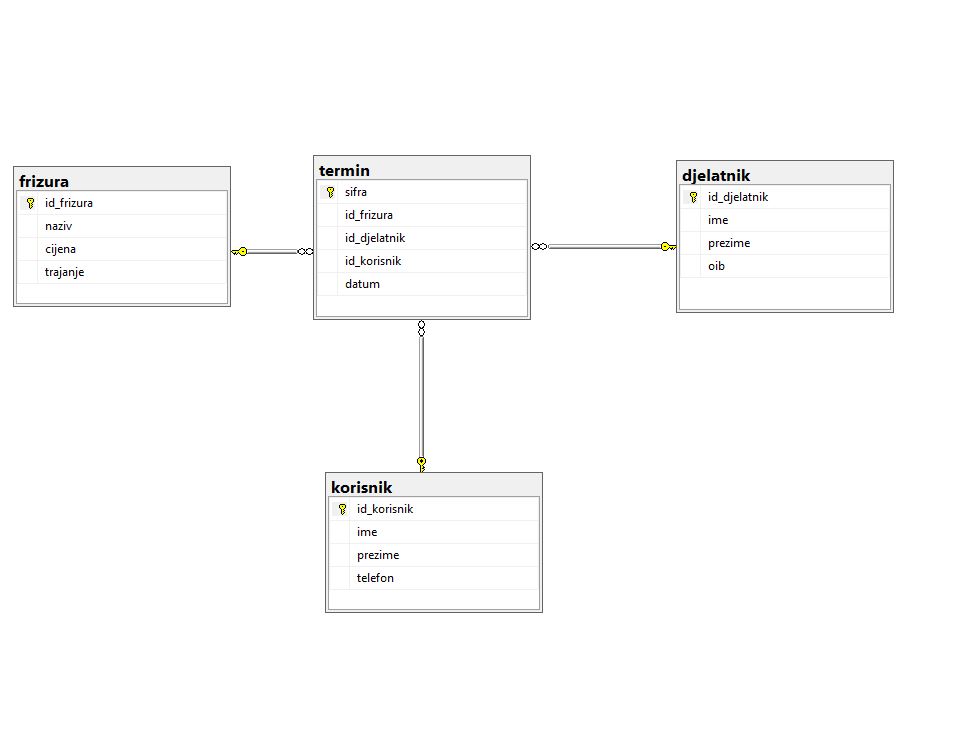 frizura
id_frizura
naziv
cijena
trajanje
termin
sifra
id_frizura
id_djelatnik
id_korisnik
datum
djelatnik
id_djelatnik
ime
prezime
oib
korisnik
id_korisnik
ime
prezime
telefon